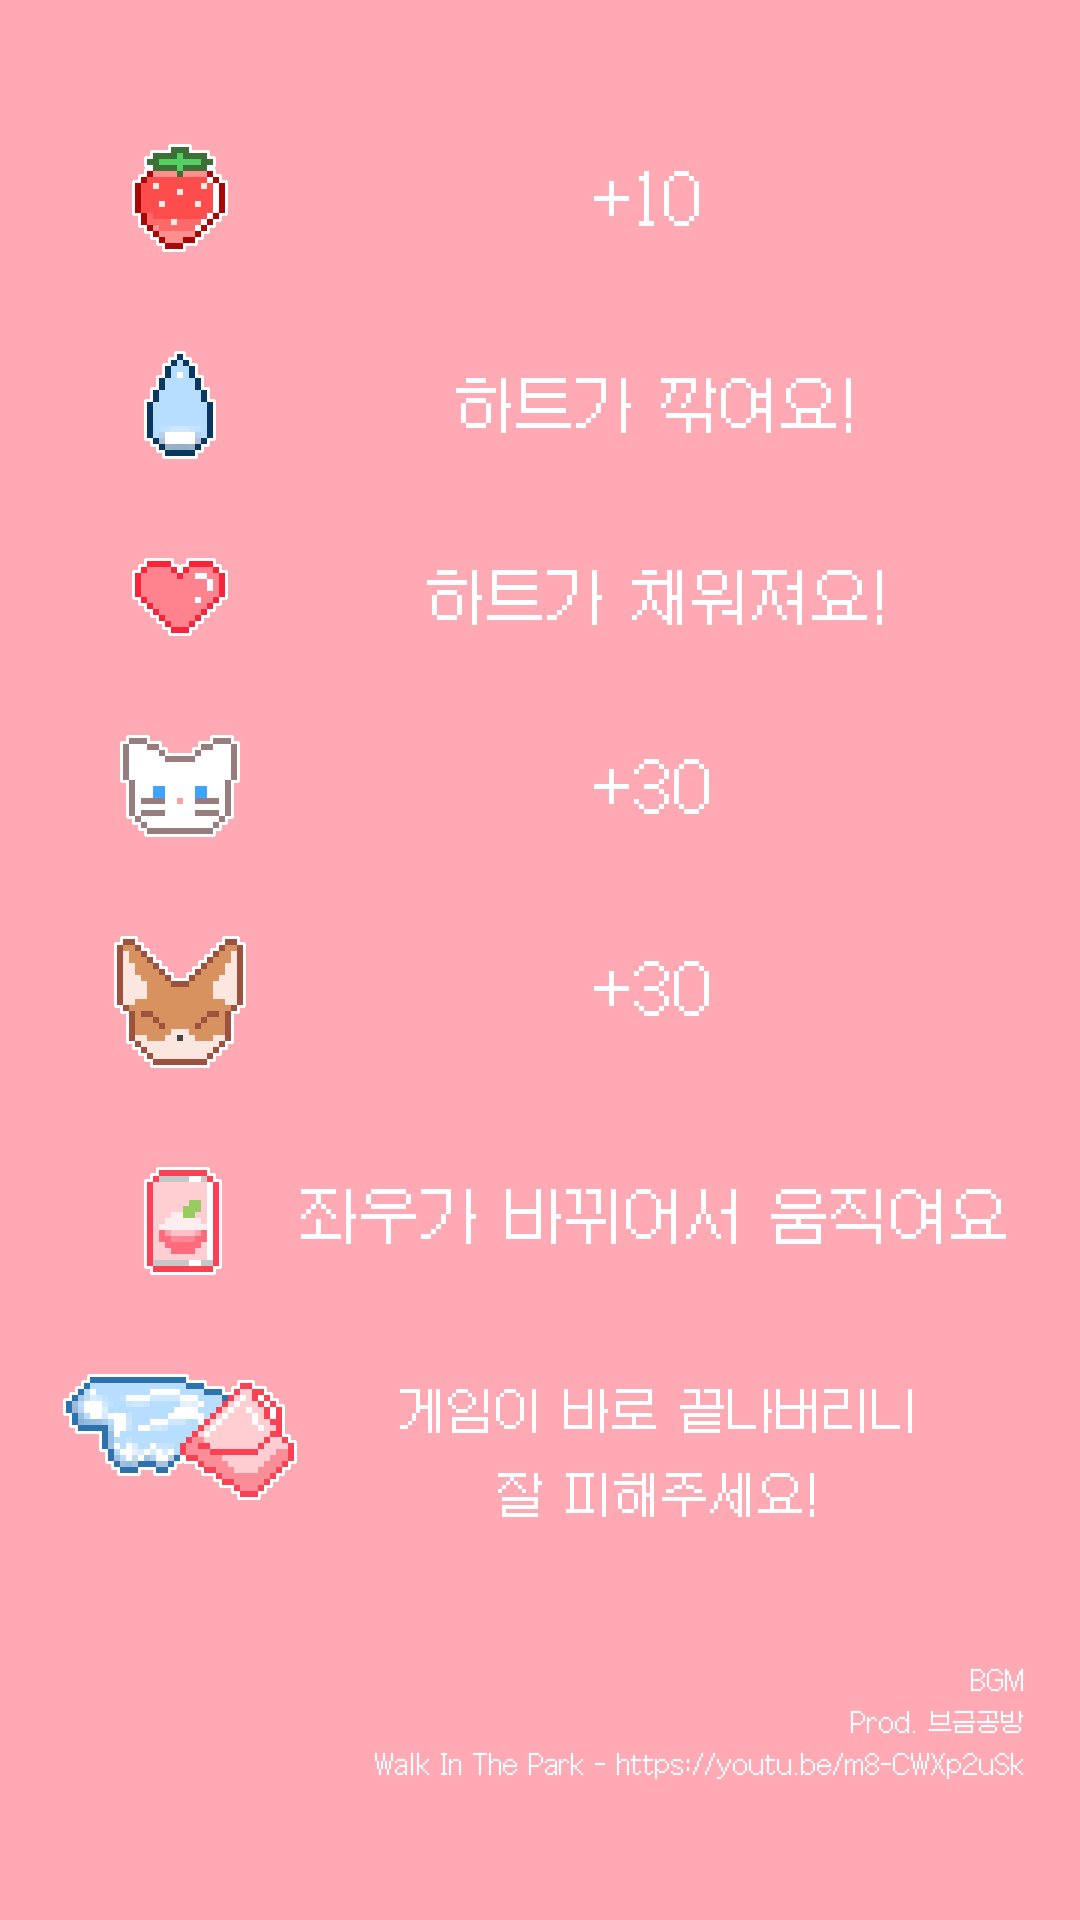 +10
하트가 깎여요!
하트가 채워져요!
+30
+30
좌우가 바뀌어서 움직여요
게임이 바로 끝나버리니
잘 피해주세요!
BGM
Prod. 브금공방
Walk In The Park - https://youtu.be/m8-CWXp2uSk